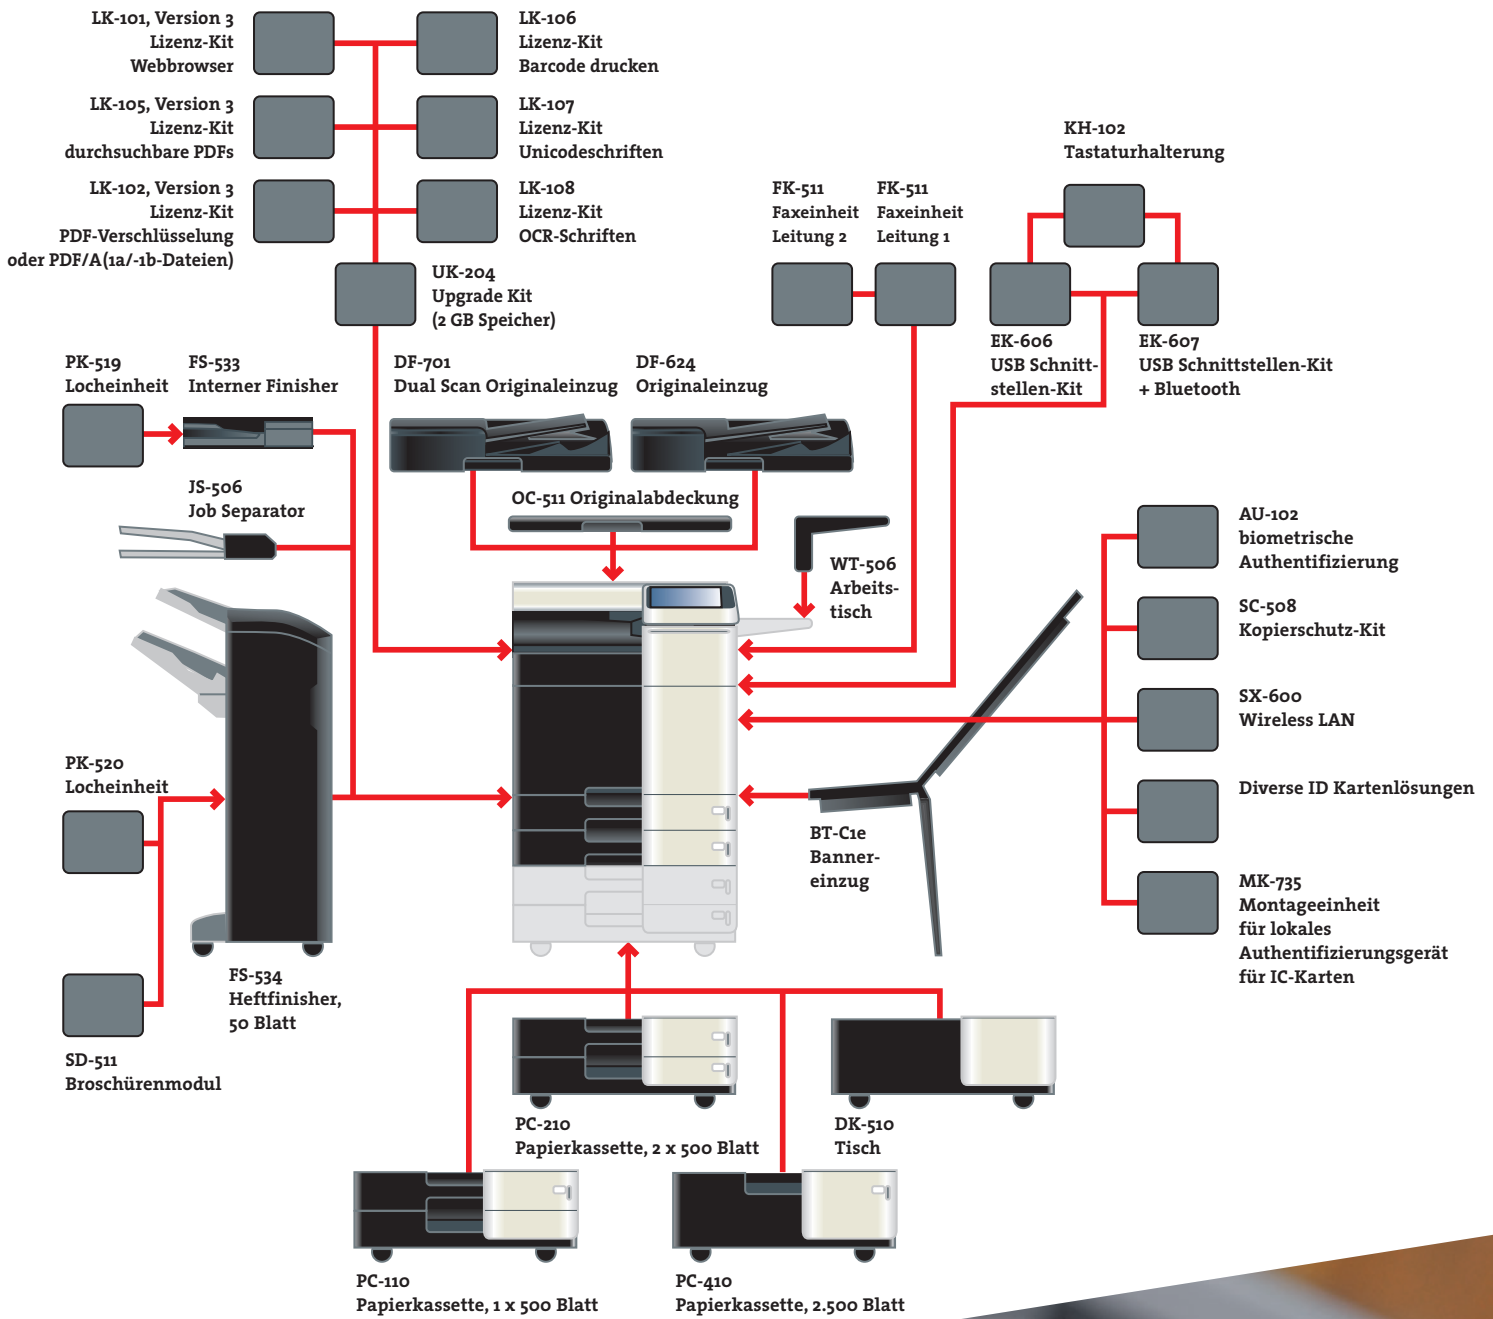 LK-101, Version 3
Lizenz-Kit
Webbrowser
LK-106
Lizenz-Kit
Barcode drucken
LK-105, Version 3
Lizenz-Kit
durchsuchbare PDFs
LK-107
Lizenz-Kit
Unicodeschriften
LK-102, Version 3
Lizenz-Kit
PDF-Verschlüsselung
oder PDF/A(1a/-1b-Dateien)
LK-108
Lizenz-Kit
OCR-Schriften
UK-204
Upgrade Kit
(2 GB Speicher)
FK-511
Faxeinheit
Leitung 2
FK-511
Faxeinheit
Leitung 1
KH-102
Tastaturhalterung
EK-606
USB Schnitt-
stellen-Kit
EK-607
USB Schnittstellen-Kit
+ Bluetooth
PK-519
Locheinheit
FS-533
Interner Finisher
DF-701
Dual Scan Originaleinzug
DF-624
Originaleinzug
JS-506
Job Separator
OC-511 Originalabdeckung
WT-506
Arbeits-
tisch
AU-102
biometrische
Authentifizierung
SC-508
Kopierschutz-Kit
SX-600
Wireless LAN
Diverse ID Kartenlösungen
MK-735
Montageeinheit
für lokales
Authentifizierungsgerät
für IC-Karten
PK-520
Locheinheit
BT-C1e
Banner-
einzug
FS-534
Heftfinisher,
50 Blatt
SD-511
Broschürenmodul
PC-210
Papierkassette, 2 x 500 Blatt
DK-510
Tisch
PC-110
Papierkassette, 1 x 500 Blatt
PC-410
Papierkassette, 2.500 Blatt